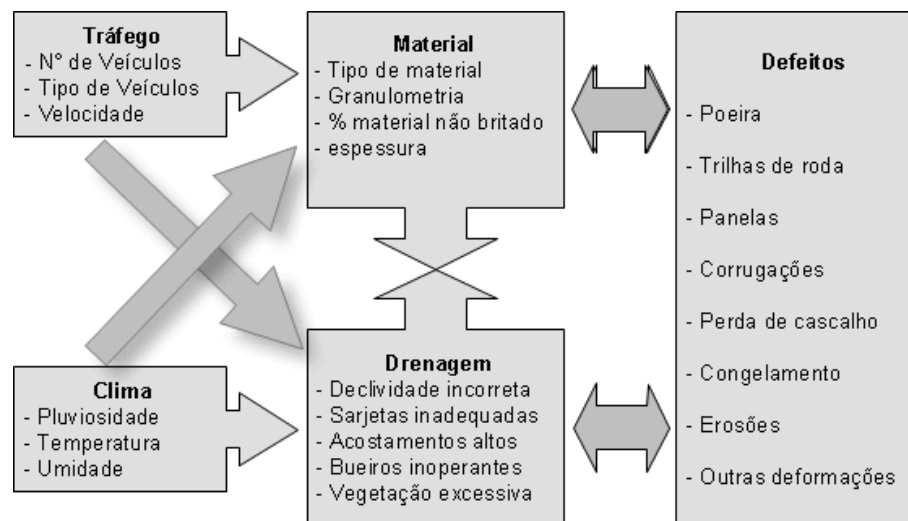 Tráfego
- N° de Veículos
- Tipo de Veículos
- Velocidade
Material
- Tipo de material
- Granulometria
- % material não britado
- espessura
Clima
- Pluviosidade
- Temperatura
- Umidade
Drenagem
- Declividade incorreta
- Sarjetas inadequadas
- Acostamentos altos
- Bueiros inoperantes
- Vegetação excessiva
Defeitos
- Poeira
- Trilhas de roda
- Panelas
- Corrugações
- Perda de cascalho
- Congelamento
- Erosões
- Outras deformações